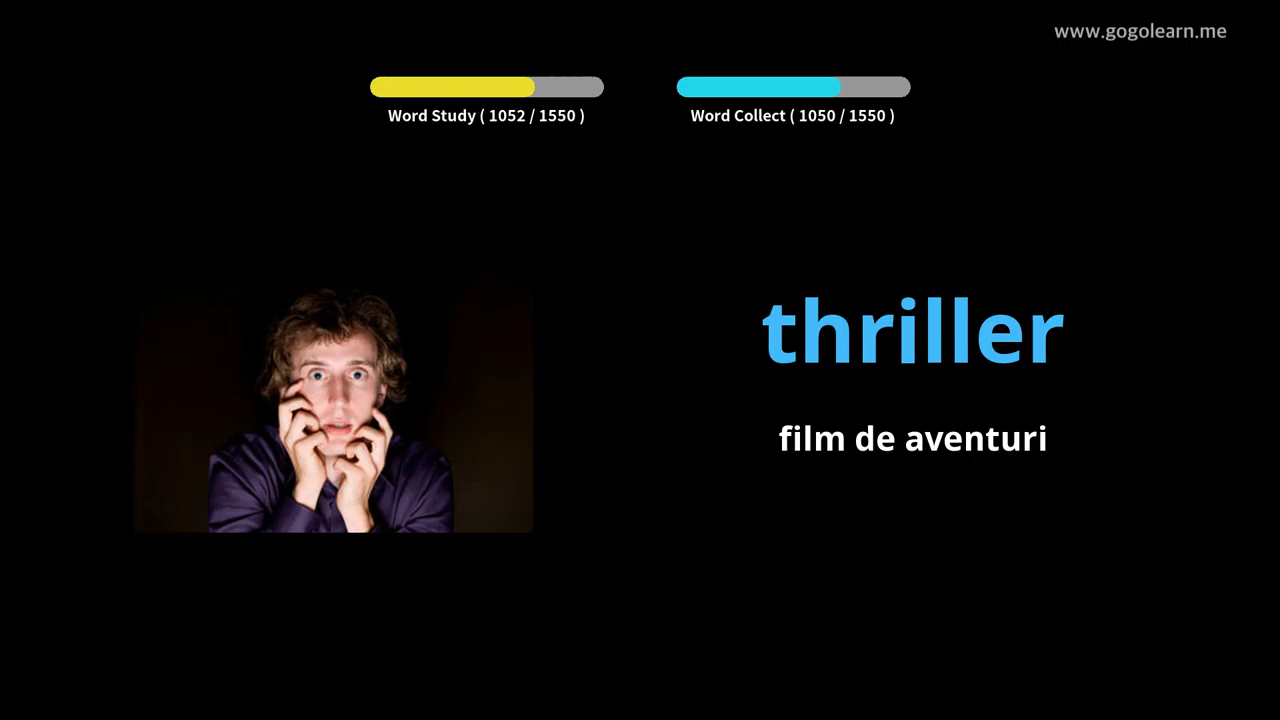 www.gogolearn.me
Word Study ( 1052 / 1550 )
Word Collect ( 1050 / 1550 )
thriller
film de aventuri